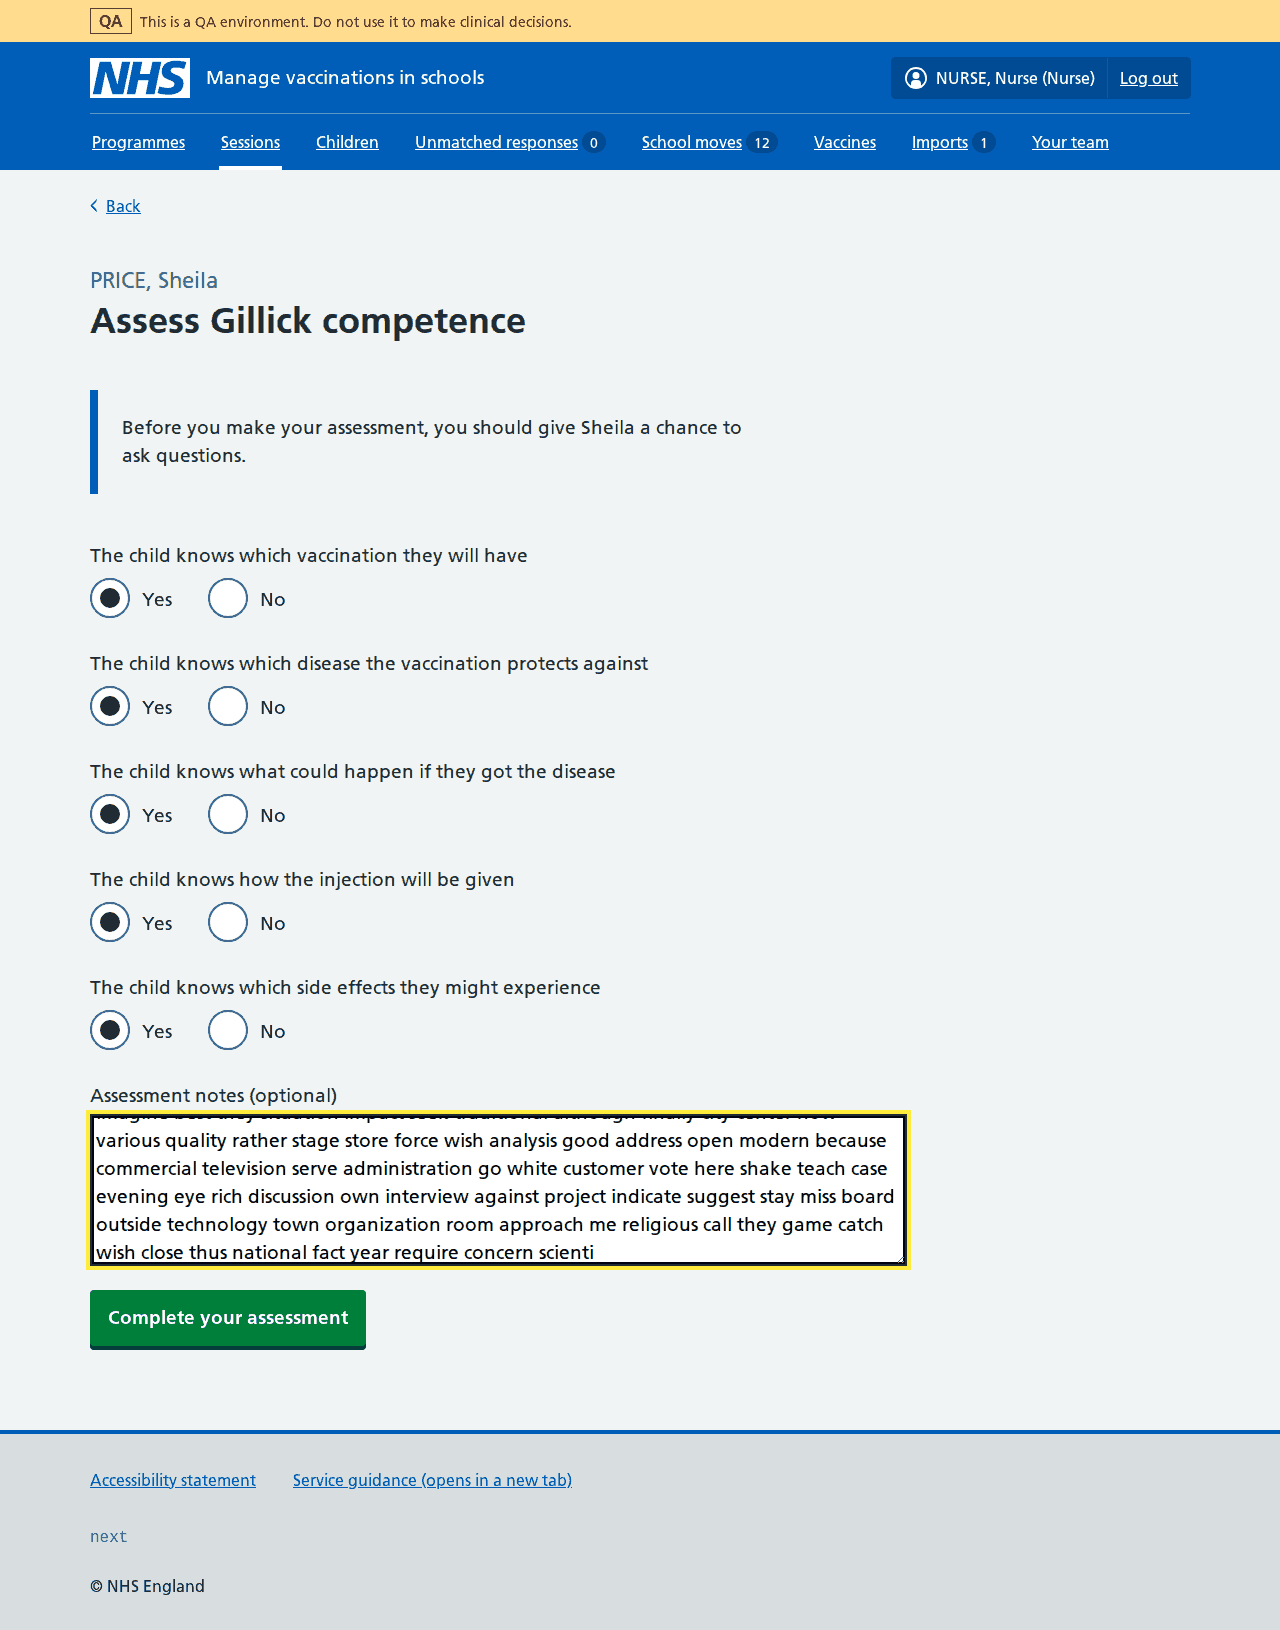 QA This is a QA environment. Do not use it to make clinical decisions.
NHS Manage vaccinations in schools NURSE, Nurse (Nurse) Log out
Programmes Sessions Children Unmatched responses 0 School moves 12 Vaccines Imports 1 Your team
Back
PRICE, Sheila
Assess Gillick competence
Before you make your assessment, you should give Sheila a chance to
ask questions.
The child knows which vaccination they will have
Yes No
The child knows which disease the vaccination protects against
Yes No
The child knows what could happen if they got the disease
Yes No
The child knows how the injection will be given
Yes No
The child knows which side effects they might experience
Yes No
Assessment notes (optional)
various quality rather stage store force wish analysis good address open modern because
commercial television serve administration go white customer vote here shake teach case
evening eye rich discussion own interview against project indicate suggest stay miss board
outside technology town organization room approach me religious call they game catch
wish close thus national fact year require concern scienti
Complete your assessment
Accessibility statement Service guidance (opens in a new tab)
next
© NHS England